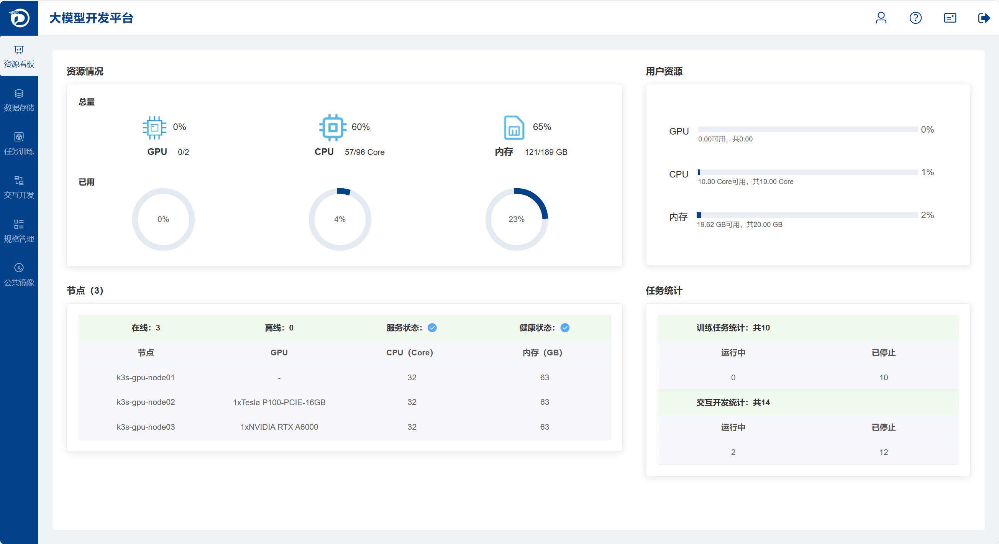 大模型开发平台
资源看板
数据存储
任务训练
交互开发
规格管理
公共镜像
资源情况
总量
0%
GPU 0/2
60%
CPU 57/96 Core
65%
内存 121/189 GB
已用
0%
4%
23%
用户资源
GPU 0%
0.00可用，共0.00
CPU 1%
10.00 Core可用，共10.00 Core
内存 2%
19.62 GB可用，共20.00 GB
节点（3）
在线：3 离线：0 服务状态： 健康状态：
节点 GPU CPU（Core） 内存（GB）
k3s-gpu-node01 - 32 63
k3s-gpu-node02 1xTesla P100-PCIE-16GB 32 63
k3s-gpu-node03 1xNVIDIA RTX A6000 32 63
任务统计
训练任务统计：共10
运行中 已停止
0 10
交互开发统计：共14
运行中 已停止
2 12